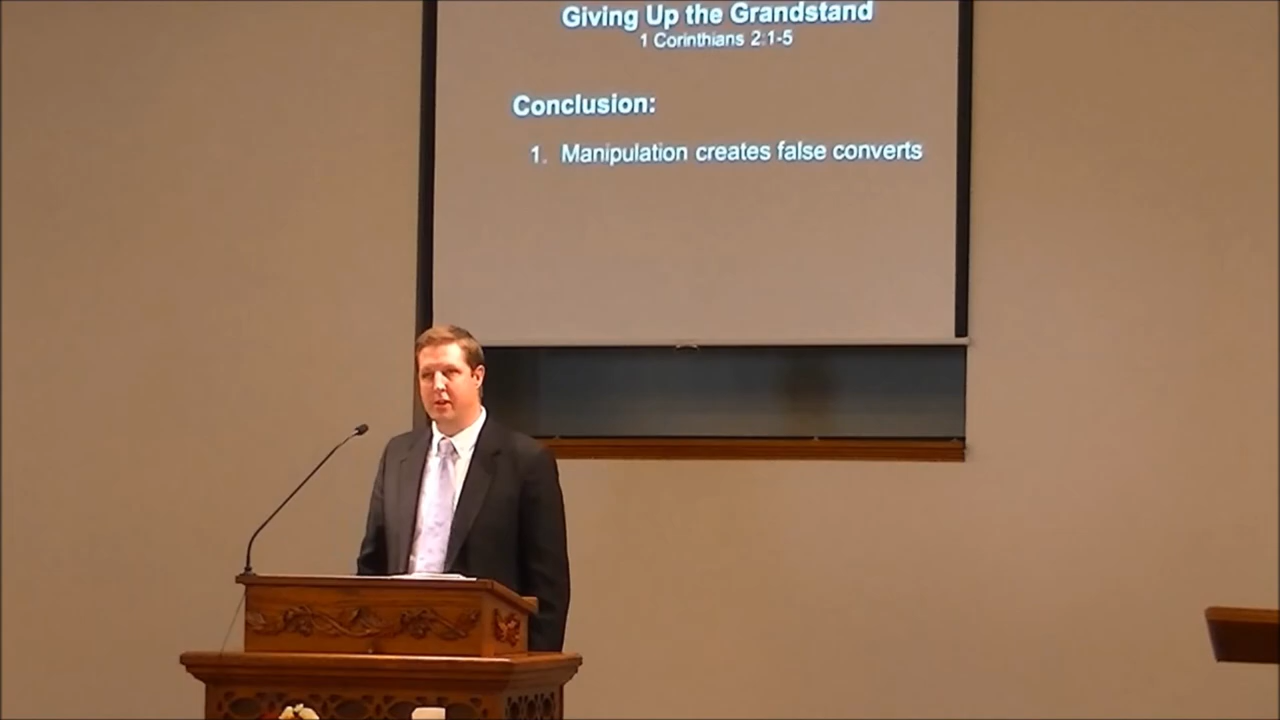 Giving Up the Grandstand
1 Corinthians 2:1-5
Conclusion:
1. Manipulation creates false converts